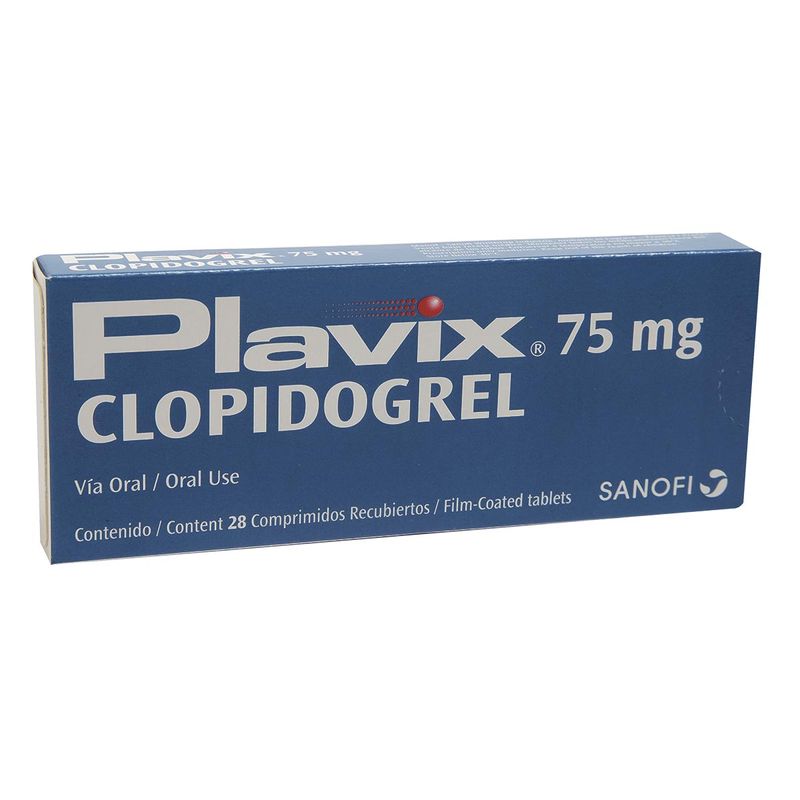 Plavix 75 mg
CLOPIDOGREL
Plavix® 75 mg
CLOPIDOGREL
Vía Oral / Oral Use
SANOFI
Contenido / Content 28 Comprimidos Recubiertos / Film-Coated tablets